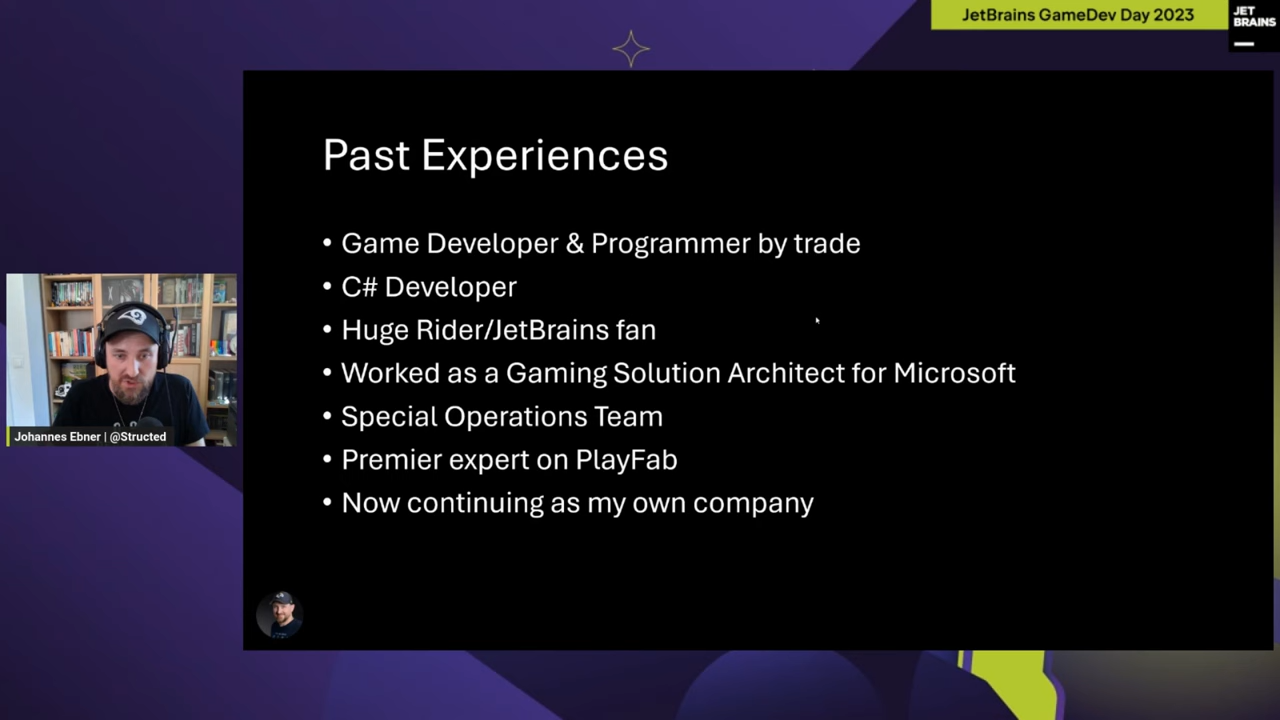 JetBrains GameDev Day 2023
JET
BRAINS
Past Experiences
• Game Developer & Programmer by trade
• C# Developer
• Huge Rider/JetBrains fan
• Worked as a Gaming Solution Architect for Microsoft
• Special Operations Team
• Premier expert on PlayFab
• Now continuing as my own company
Johannes Ebner | @Structed